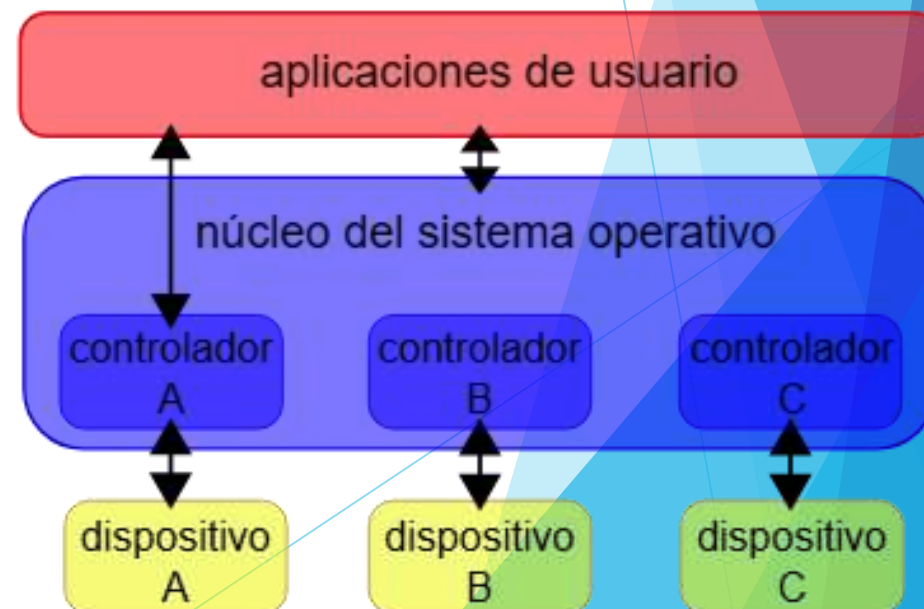 aplicaciones de usuario
núcleo del sistema operativo
controlador
A
controlador
B
controlador
C
dispositivo
A
dispositivo
B
dispositivo
C